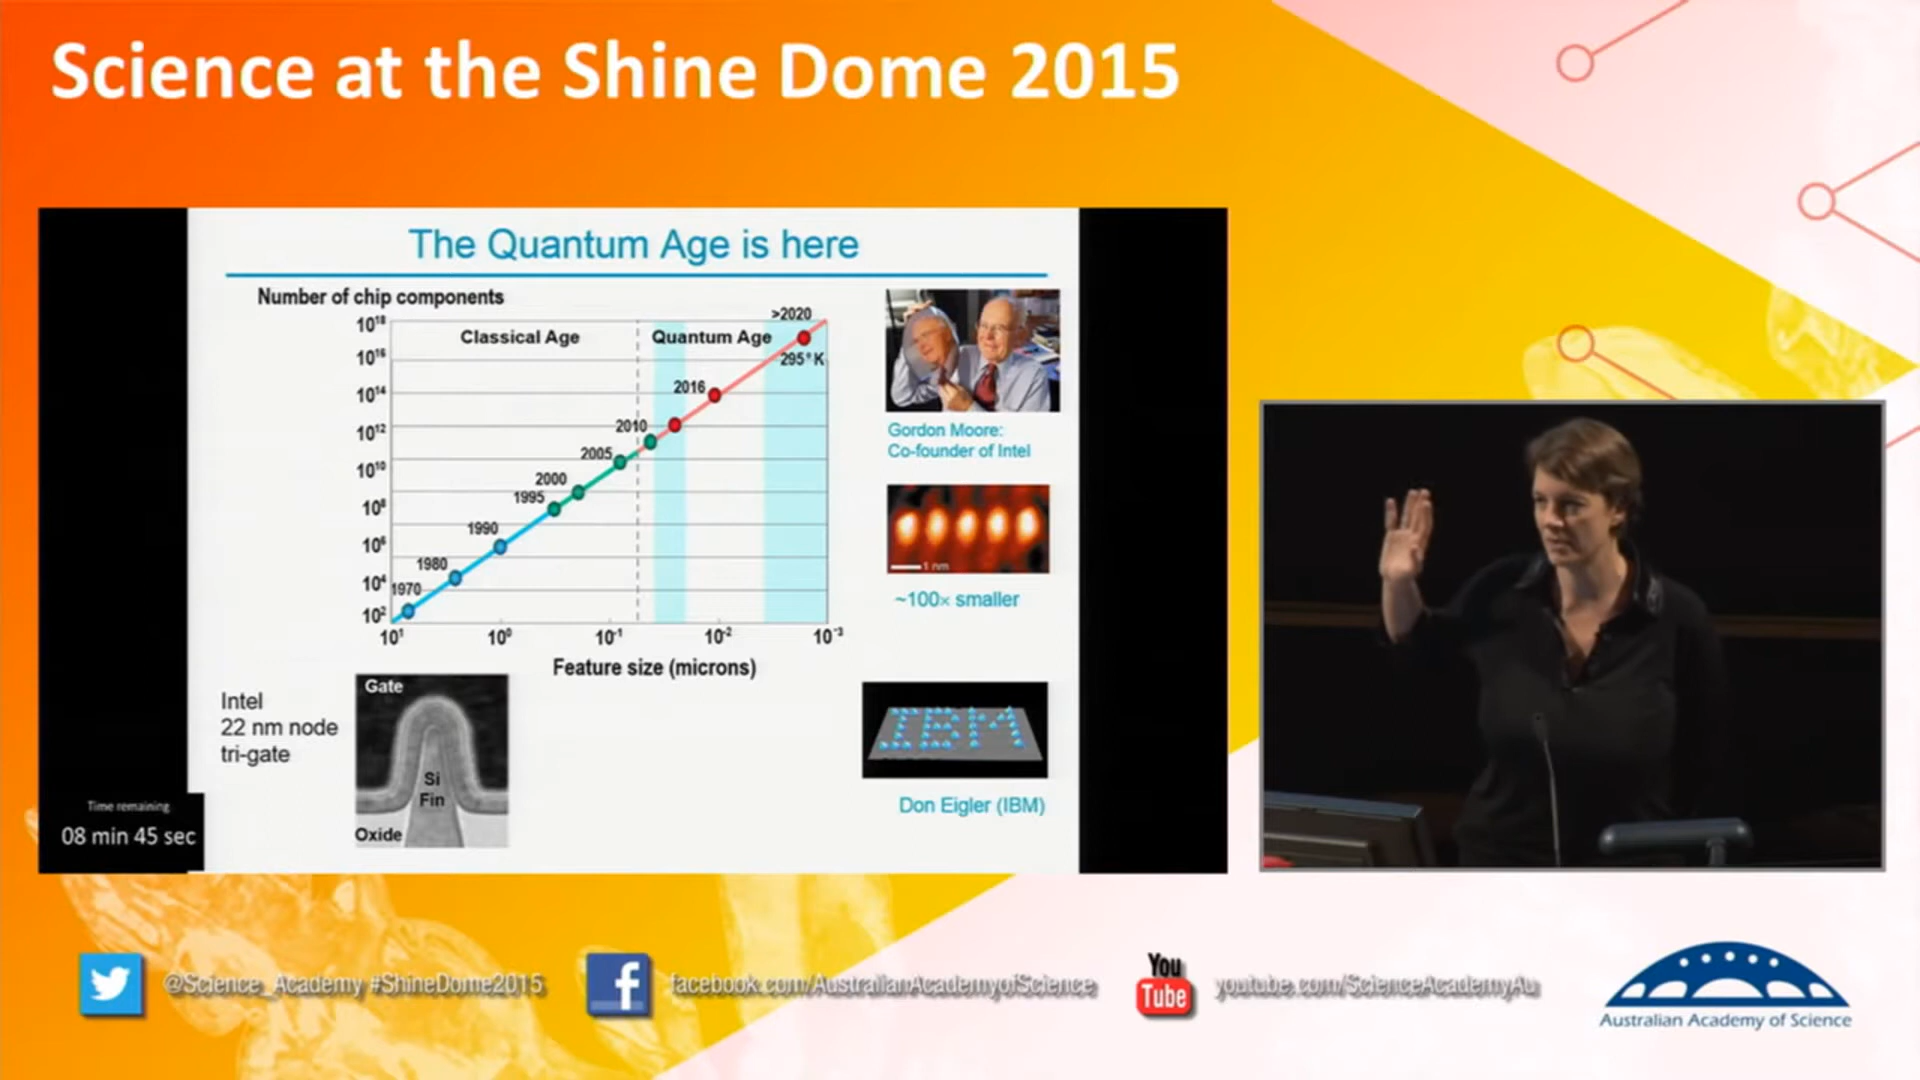 Science at the Shine Dome 2015
The Quantum Age is here
Number of chip components
10¹⁸
10¹⁶
10¹⁴
10¹²
10¹⁰
10⁸
10⁶
10⁴
10²
Classical Age
Quantum Age
>2020
295°K
2016
2010
2005
2000
1995
1990
1980
1970
10¹
10⁰
10⁻¹
10⁻²
10⁻³
Feature size (microns)
Gordon Moore:
Co-founder of Intel
1 nm
~100× smaller
IBM
Don Eigler (IBM)
Intel
22 nm node
tri-gate
Gate
Si
Fin
Oxide
Time remaining
08 min 45 sec
@Science_Academy #ShineDome2015
f
facebook.com/AustralianAcademyofScience
You
Tube
youtube.com/ScienceAcademyAu
Australian Academy of Science